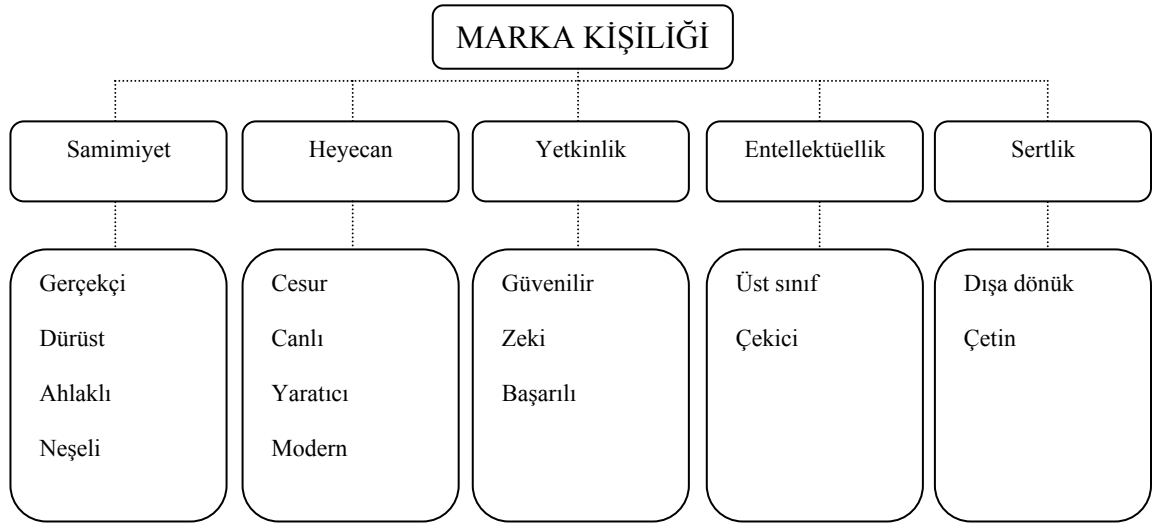 MARKA KİŞİLİĞİ
Samimiyet
Heyecan
Yetkinlik
Entellektüellik
Sertlik
Gerçekçi
Dürüst
Ahlaklı
Neşeli
Cesur
Canlı
Yaratıcı
Modern
Güvenilir
Zeki
Başarılı
Üst sınıf
Çekici
Dışa dönük
Çetin